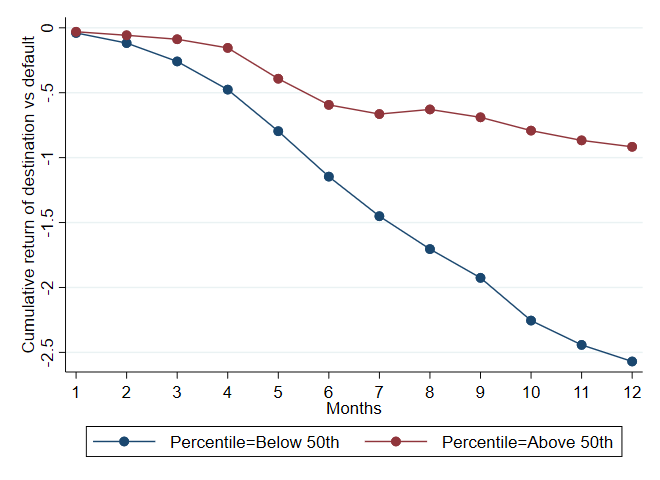 Cumulative return of destination vs default
0
-.5
-1
-1.5
-2
-2.5
1 2 3 4 5 6 7 8 9 10 11 12
Months
Percentile=Below 50th Percentile=Above 50th